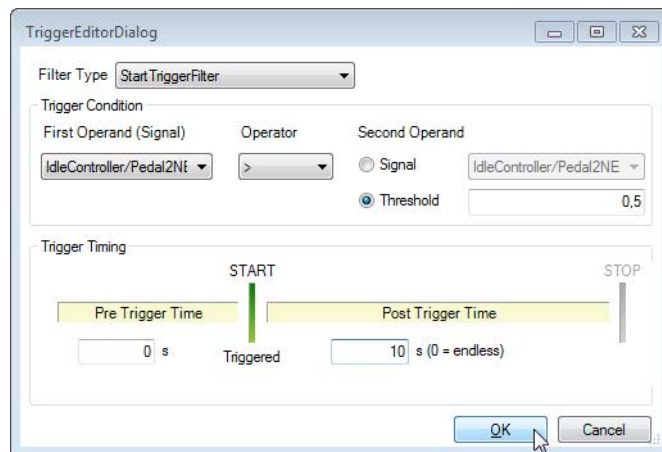 TriggerEditorDialog
Filter Type StartTriggerFilter
Trigger Condition
First Operand (Signal) Operator Second Operand
IdleController/Pedal2NE > Signal IdleController/Pedal2NE
Threshold 0,5
Trigger Timing
START STOP
Pre Trigger Time Post Trigger Time
0 s Triggered 10 s (0 = endless)
OK Cancel